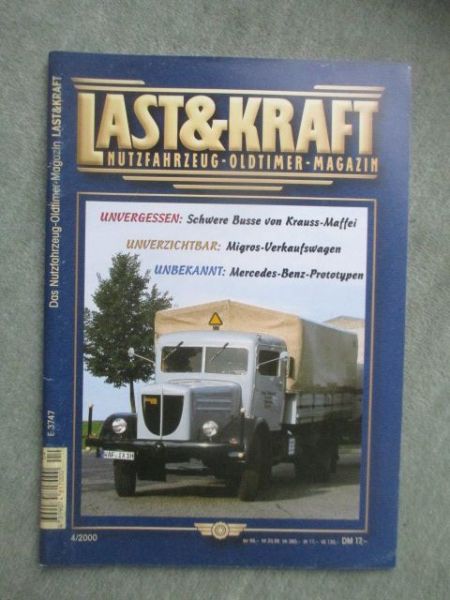 Das Nutzfahrzeug-Oldtimer-Magazin LAST&KRAFT
LAST&KRAFT
NUTZFAHRZEUG-OLDTIMER-MAGAZIN
UNVERGESSEN: Schwere Busse von Krauss-Maffei
UNVERZICHTBAR: Migros-Verkaufswagen
UNBEKANNT: Mercedes-Benz-Prototypen
E-3747
4/2000
DM 12,-